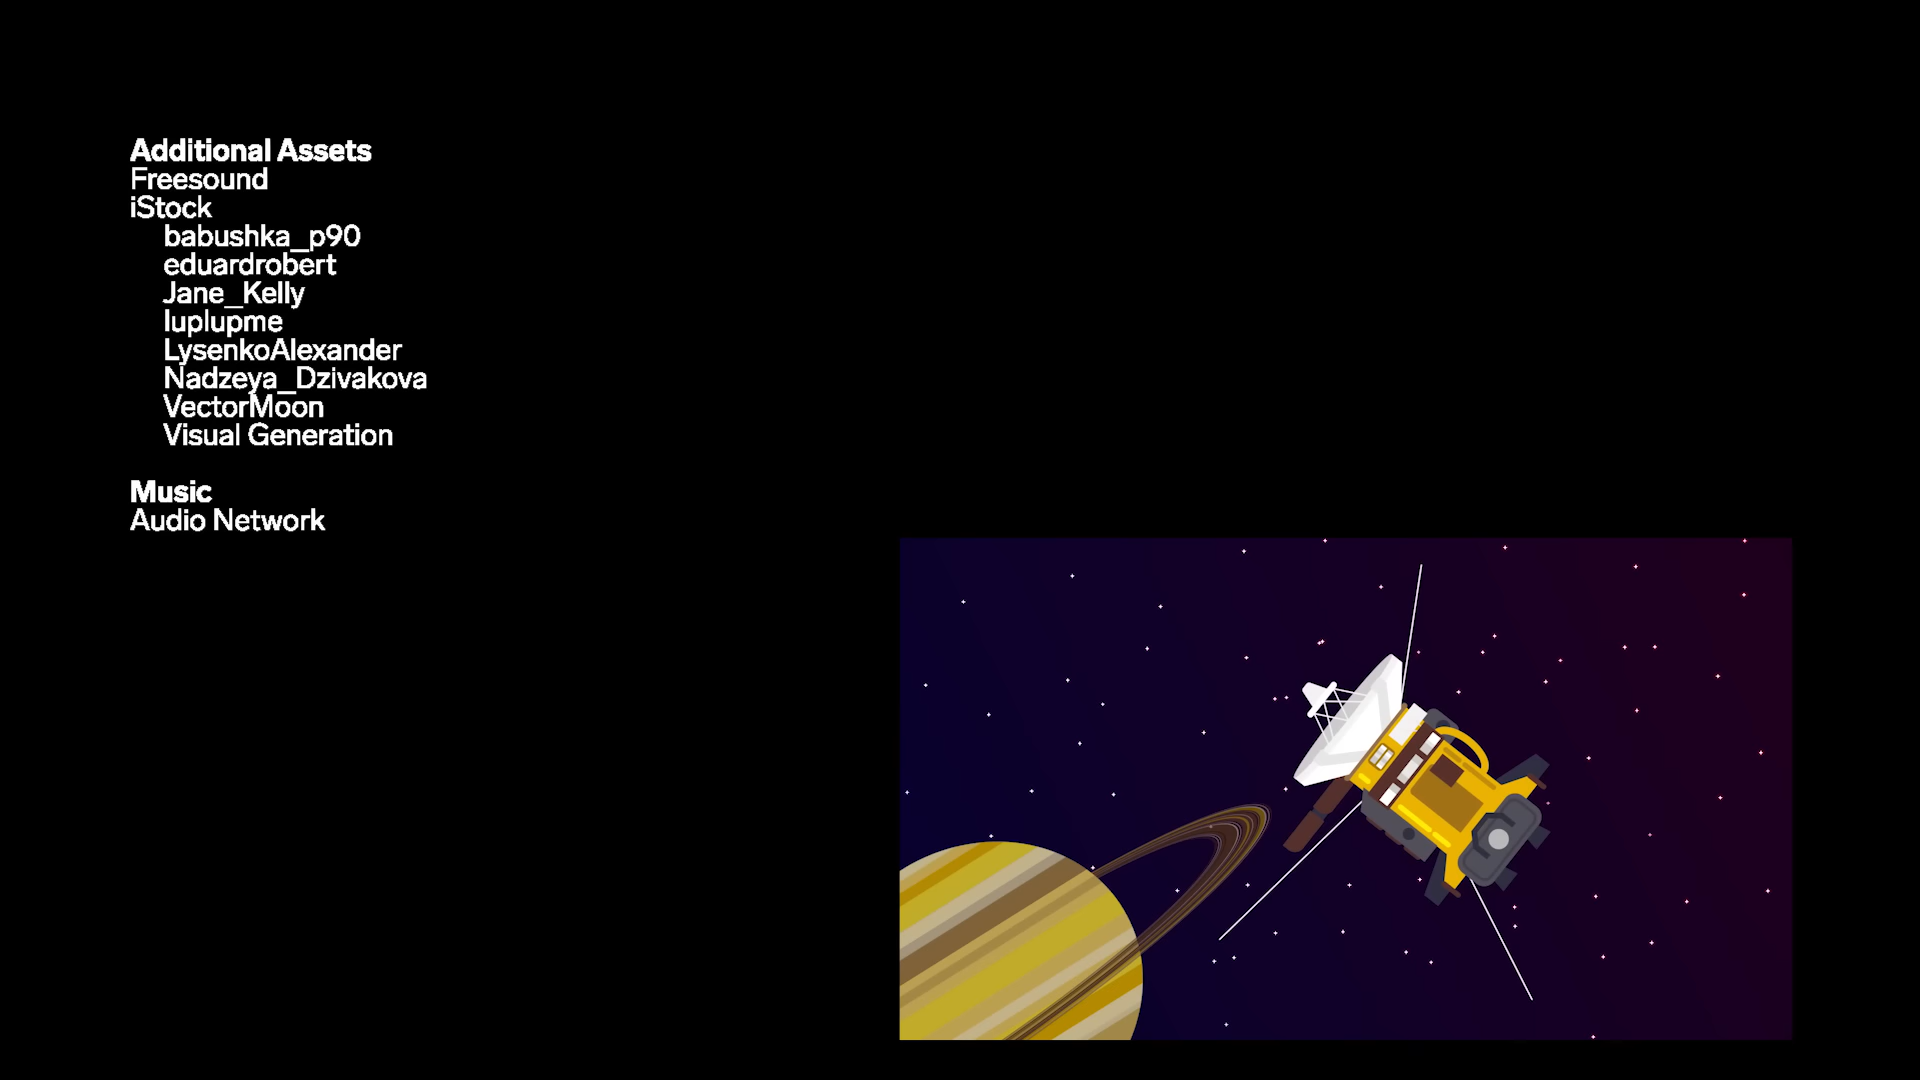 Additional Assets
Freesound
iStock
babushka_p90
eduardrobert
Jane_Kelly
luplupme
LysenkoAlexander
Nadzeya_Dzivakova
VectorMoon
Visual Generation
Music
Audio Network